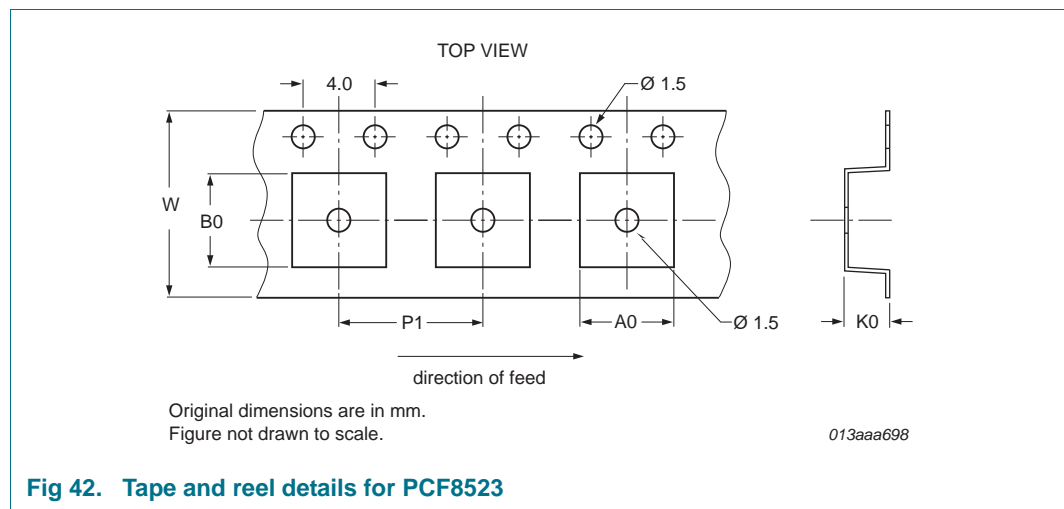 TOP VIEW
4.0
Ø 1.5
W
B0
P1
A0
Ø 1.5
K0
direction of feed
Original dimensions are in mm.
Figure not drawn to scale.
013aaa698
Fig 42. Tape and reel details for PCF8523